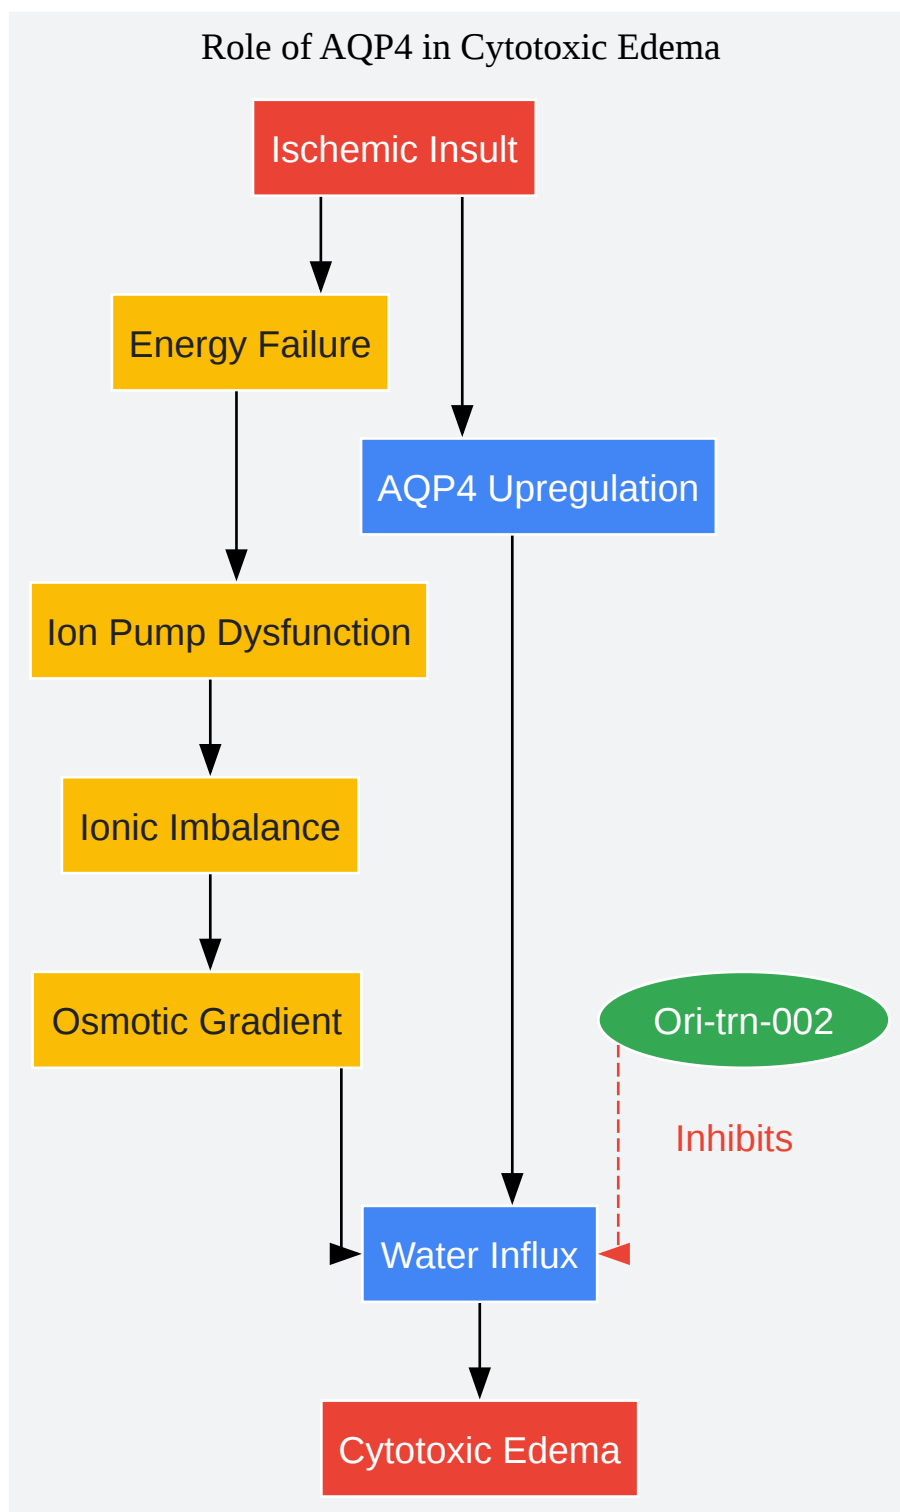 Role of AQP4 in Cytotoxic Edema
Ischemic Insult
Energy Failure
AQP4 Upregulation
Ion Pump Dysfunction
Ionic Imbalance
Osmotic Gradient
Ori-trn-002
Inhibits
Water Influx
Cytotoxic Edema